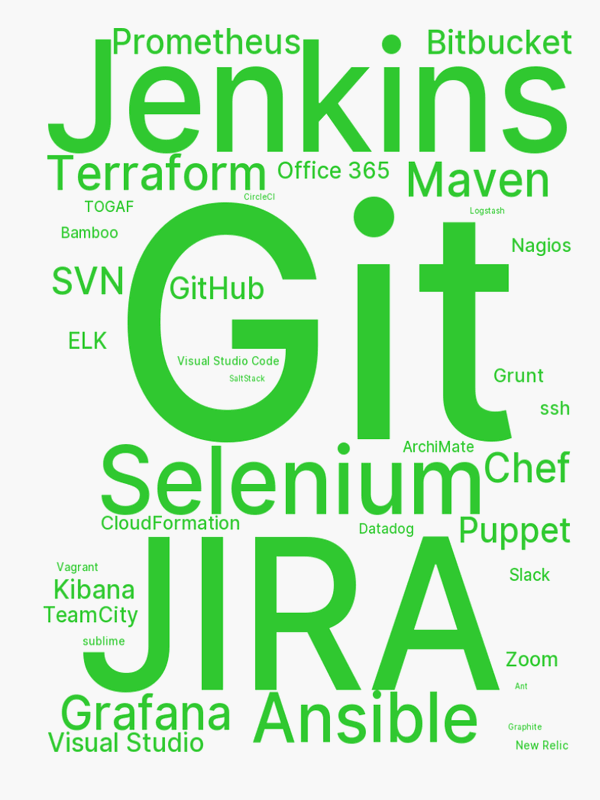 Prometheus
Bitbucket
Jenkins
Terraform
Office 365
Maven
CircleCI
TOGAF
Logstash
Bamboo
Git
Nagios
SVN
GitHub
ELK
Visual Studio Code
SaltStack
Grunt
ssh
ArchiMate
Selenium
Chef
CloudFormation
Datadog
Puppet
Vagrant
JIRA
Slack
Kibana
TeamCity
sublime
Zoom
Ant
Grafana
Ansible
Graphite
Visual Studio
New Relic